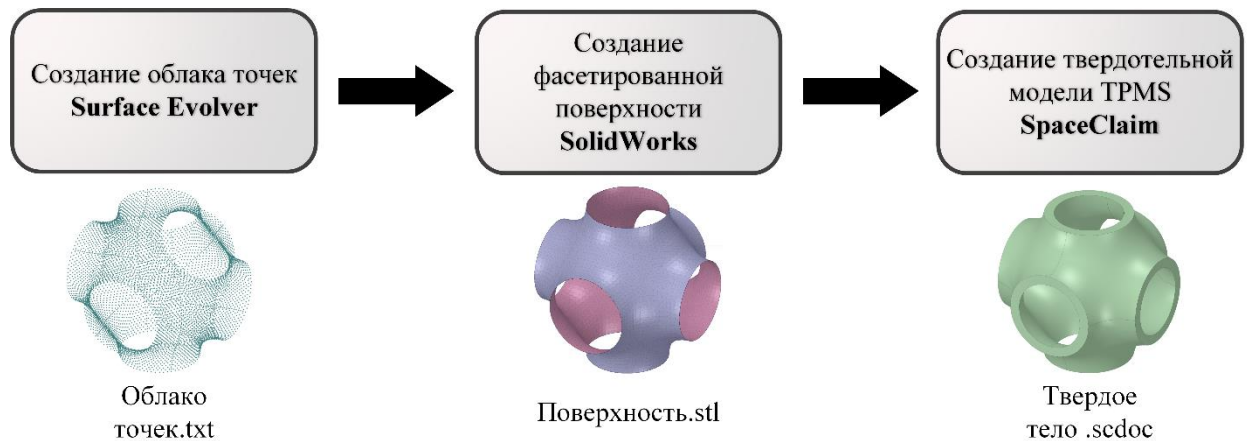 Создание облака точек
Surface Evolver
Создание
фасетированной
поверхности
SolidWorks
Создание твердотельной
модели TPMS
SpaceClaim
Облако
точек.txt
Поверхность.stl
Твердое
тело .scdoc